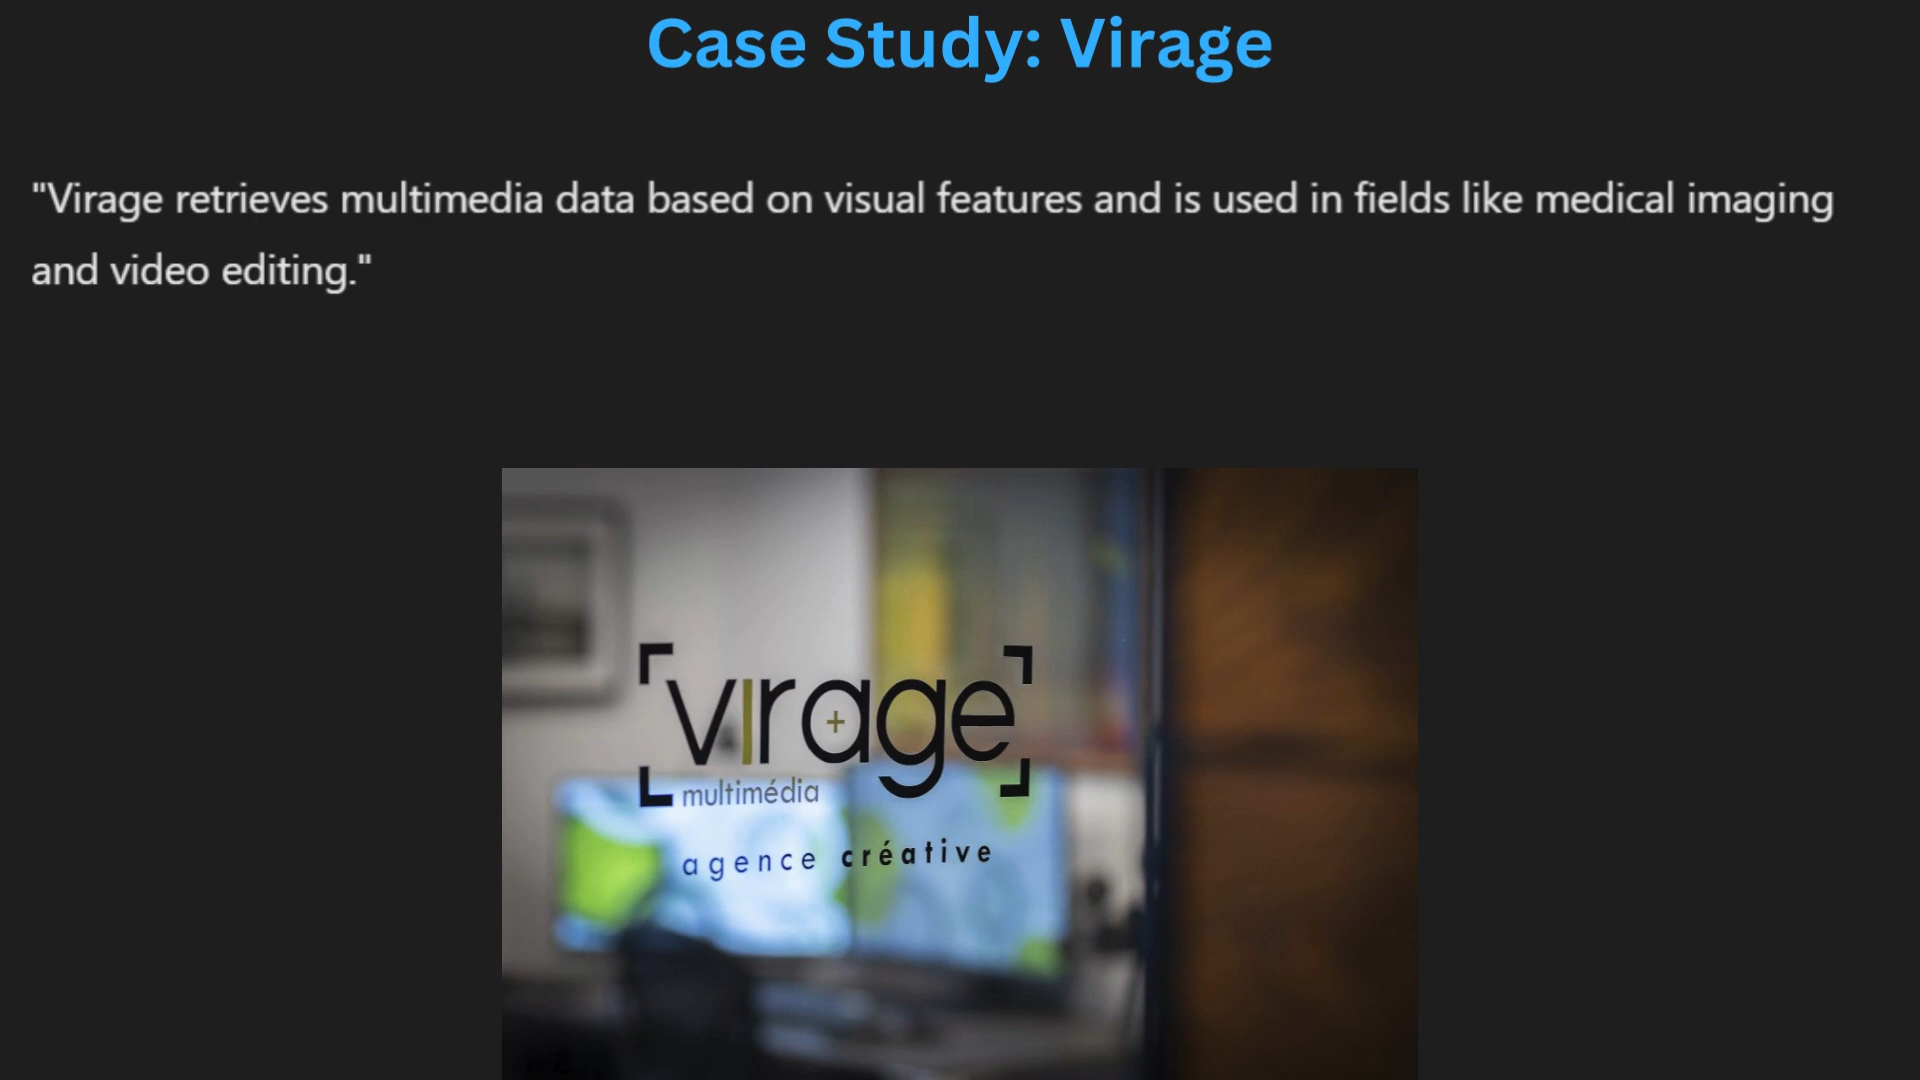 Case Study: Virage
"Virage retrieves multimedia data based on visual features and is used in fields like medical imaging
and video editing."
virage
multimédia
agence créative